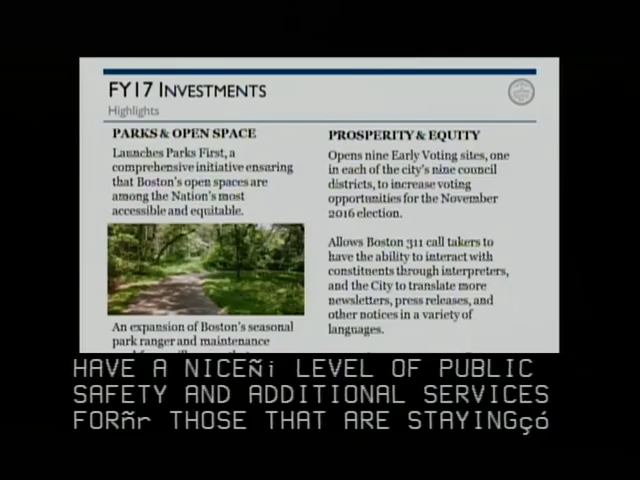 FY17 INVESTMENTS
Highlights
PARKS & OPEN SPACE
Launches Parks First, a
comprehensive initiative ensuring
that Boston's open spaces are
among the Nation's most
accessible and equitable.
An expansion of Boston's seasonal
park ranger and maintenance
PROSPERITY & EQUITY
Opens nine Early Voting sites, one
in each of the city's nine council
districts, to increase voting
opportunities for the November
2016 election.
Allows Boston 311 call takers to
have the ability to interact with
constituents through interpreters,
and the City to translate more
newsletters, press releases, and
other notices in a variety of
languages.
HAVE A NICEñi LEVEL OF PUBLIC
SAFETY AND ADDITIONAL SERVICES
FORñr THOSE THAT ARE STAYINGçó